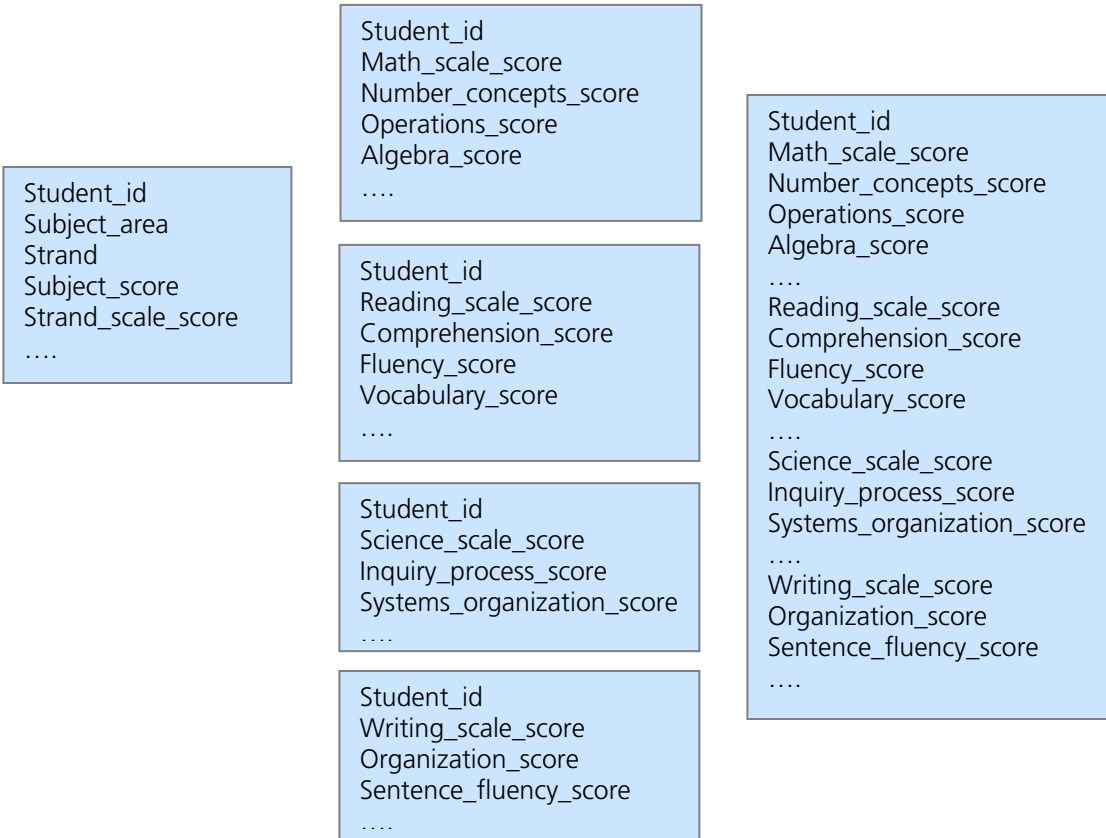 Student_id
Subject_area
Strand
Subject_score
Strand_scale_score
....
Student_id
Math_scale_score
Number_concepts_score
Operations_score
Algebra_score
....
Student_id
Reading_scale_score
Comprehension_score
Fluency_score
Vocabulary_score
....
Student_id
Science_scale_score
Inquiry_process_score
Systems_organization_score
....
Student_id
Writing_scale_score
Organization_score
Sentence_fluency_score
....
Student_id
Math_scale_score
Number_concepts_score
Operations_score
Algebra_score
....
Reading_scale_score
Comprehension_score
Fluency_score
Vocabulary_score
....
Science_scale_score
Inquiry_process_score
Systems_organization_score
....
Writing_scale_score
Organization_score
Sentence_fluency_score
....